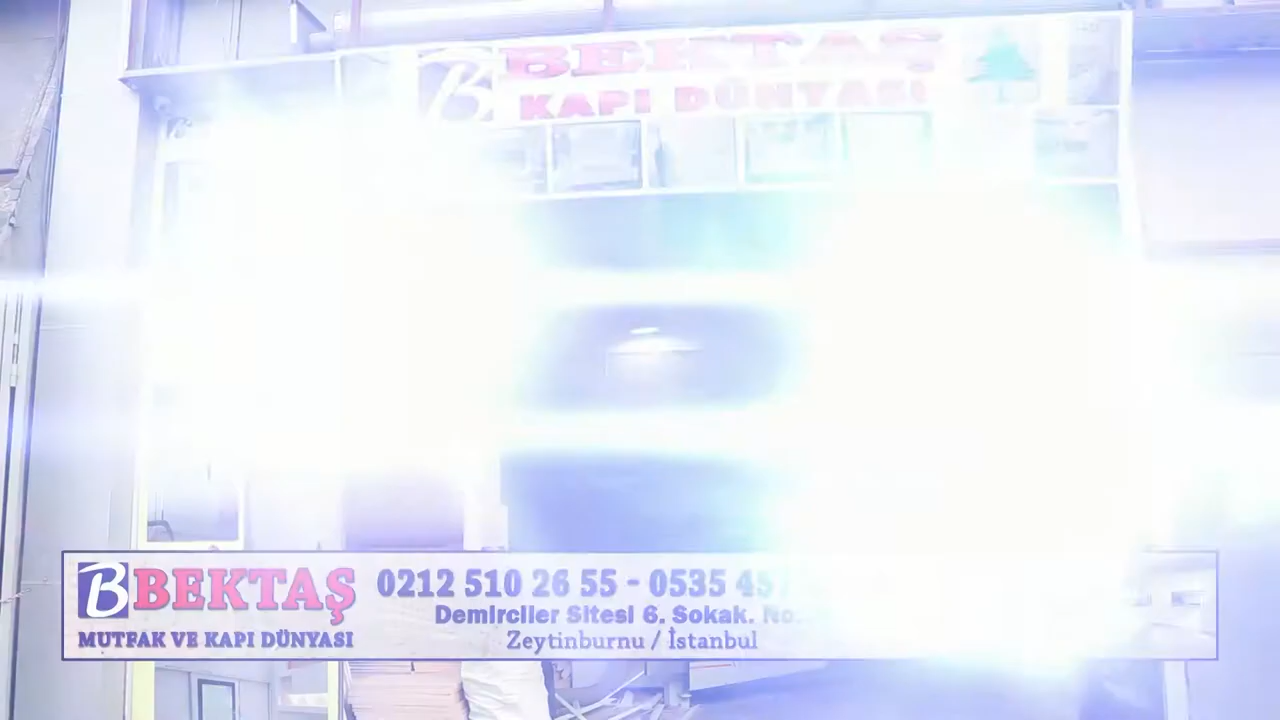 B BEKTAŞ
KAPI DÜNYASI
B BEKTAŞ
MUTFAK VE KAPI DÜNYASI
0212 510 26 55 - 0535
Demirciler Sitesi 6. Sokak. No
Zeytinburnu / İstanbul